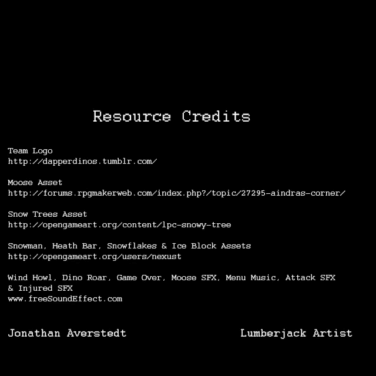 Resource Credits
Team Logo
http://dapperdinos.tumblr.com/
Moose Asset
http://forums.rpgmakerweb.com/index.php?/topic/27295-aindras-corner/
Snow Trees Asset
http://opengameart.org/content/lpc-snowy-tree
Snowman, Heath Bar, Snowflakes & Ice Block Assets
http://opengameart.org/users/nexust
Wind Howl, Dino Roar, Game Over, Moose SFX, Menu Music, Attack SFX
& Injured SFX
www.freeSoundEffect.com
Jonathan Averstedt Lumberjack Artist